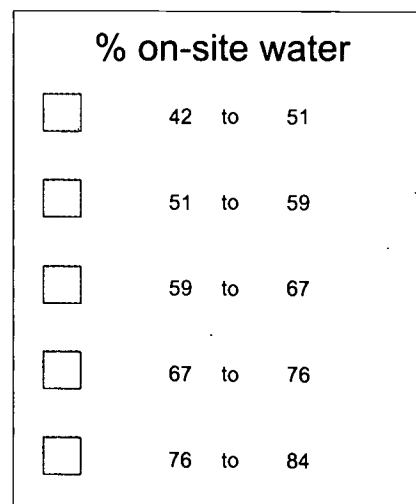 % on-site water
42 to 51
51 to 59
59 to 67
67 to 76
76 to 84